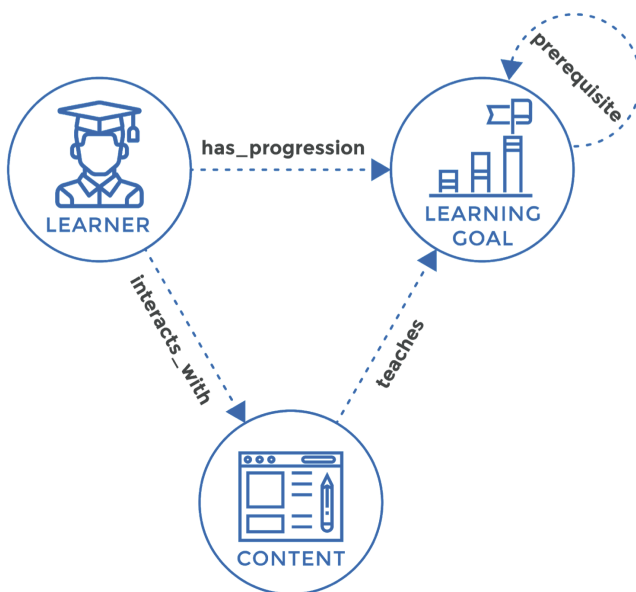 prerequisite
has_progression
LEARNER
LEARNING
GOAL
interacts_with
teaches
CONTENT